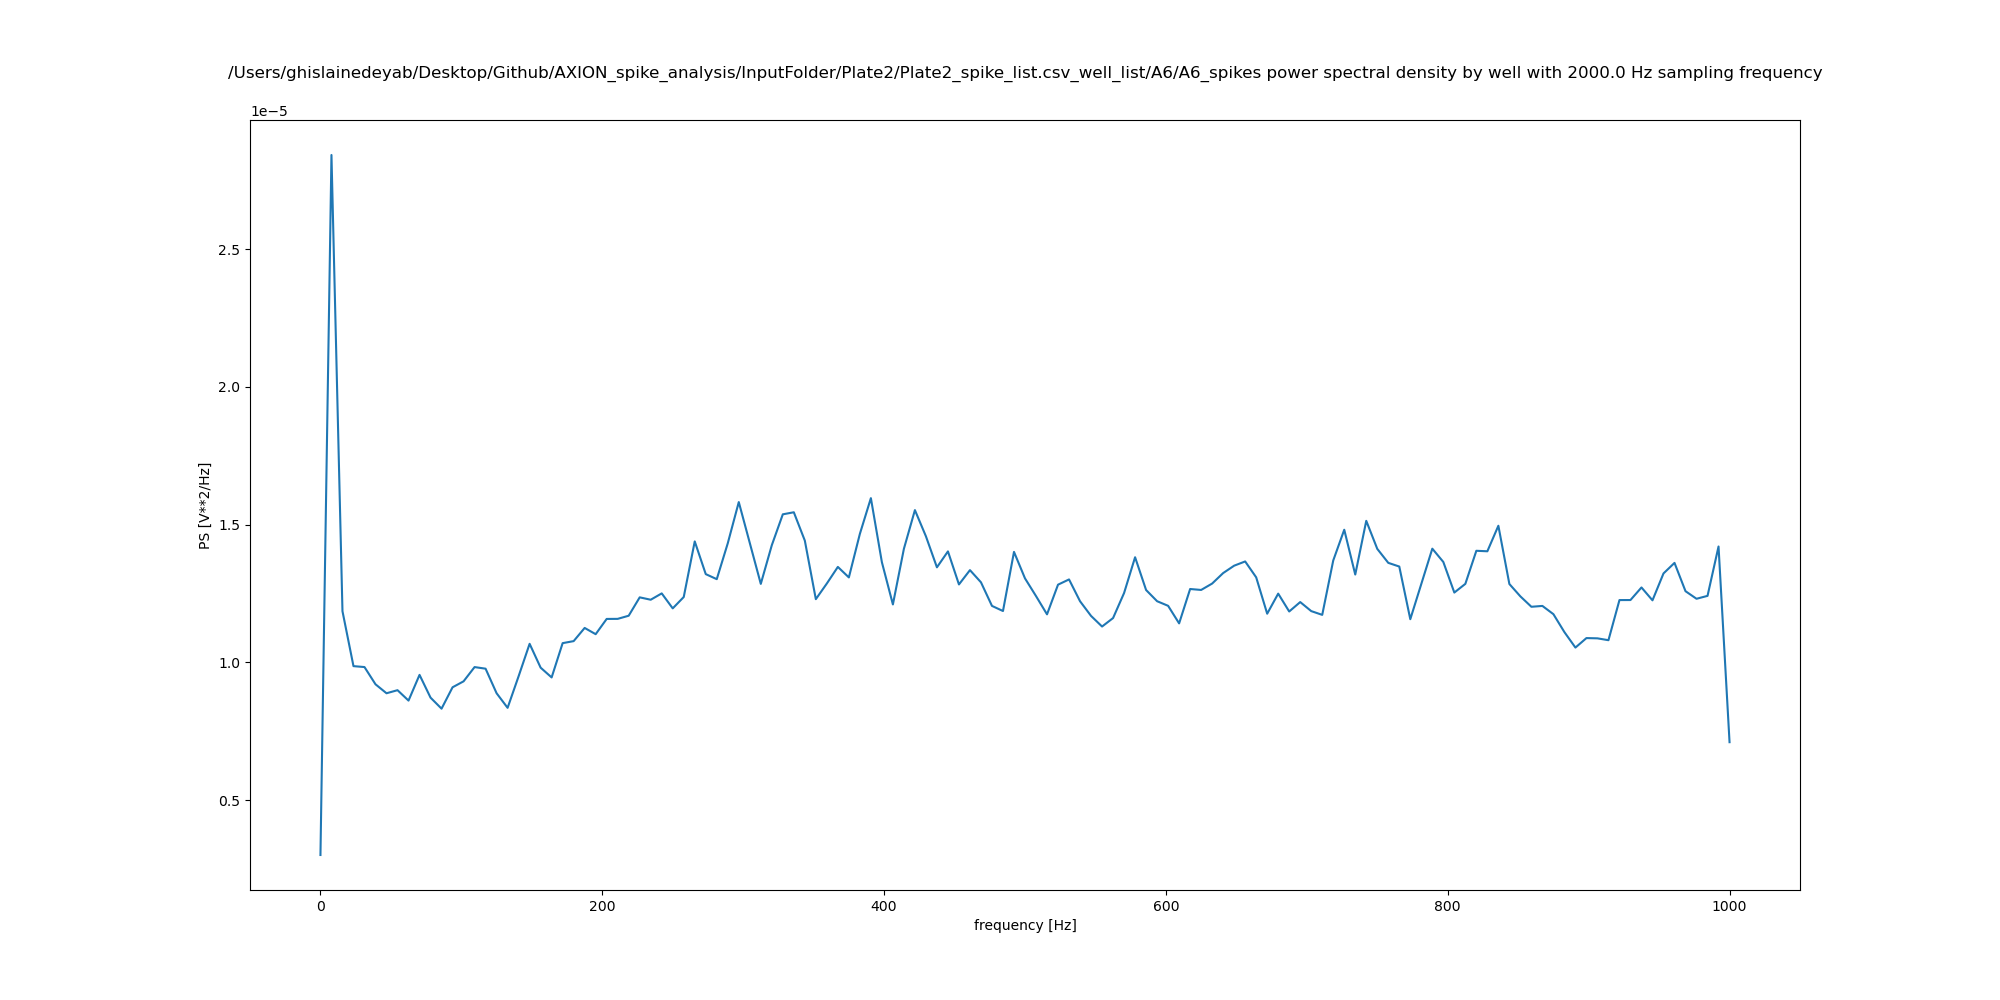 /Users/ghislainedeyab/Desktop/Github/AXION_spike_analysis/InputFolder/Plate2/Plate2_spike_list.csv_well_list/A6/A6_spikes power spectral density by well with 2000.0 Hz sampling frequency
1e−5
2.5
2.0
1.5
1.0
0.5
PS [V**2/Hz]
0 200 400 600 800 1000
frequency [Hz]